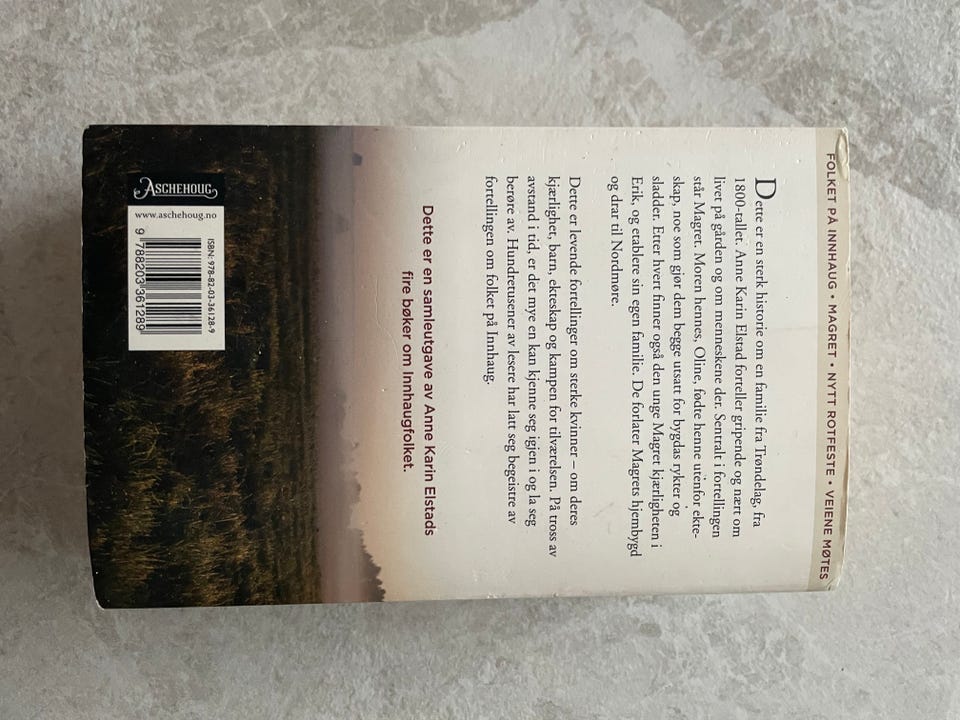 FOLKET PÅ INNHAUG • MAGRET • NYTT ROTFESTE • VEIENE MØTES
Dette er en sterk historie om en familie fra Trøndelag, fra
1800-tallet. Anne Karin Elstad forteller gripende og nært om
livet på gården og om menneskene der. Sentralt i fortellingen
står Magret. Moren hennes, Oline, fødte henne utenfor ekte-
skap, noe som gjør dem begge utsatt for bygdas rykter og
sladder. Etter hvert finner også den unge Magret kjærligheten i
Erik, og etablere sin egen familie. De forlater Magrets hjembygd
og drar til Nordmøre.
Dette er levende fortellinger om sterke kvinner – om deres
kjærlighet, barn, ekteskap og kampen for tilværelsen. På tross av
avstand i tid, er det mye en kan kjenne seg igjen i og la seg
berøre av. Hundretusener av lesere har latt seg begeistre av
fortellingen om folket på Innhaug.
Dette er en samleutgave av Anne Karin Elstads
fire bøker om Innhaugfolket.
ASCHEHOUG
www.aschehoug.no
ISBN: 978-82-03-36128-9
9 788203 361289